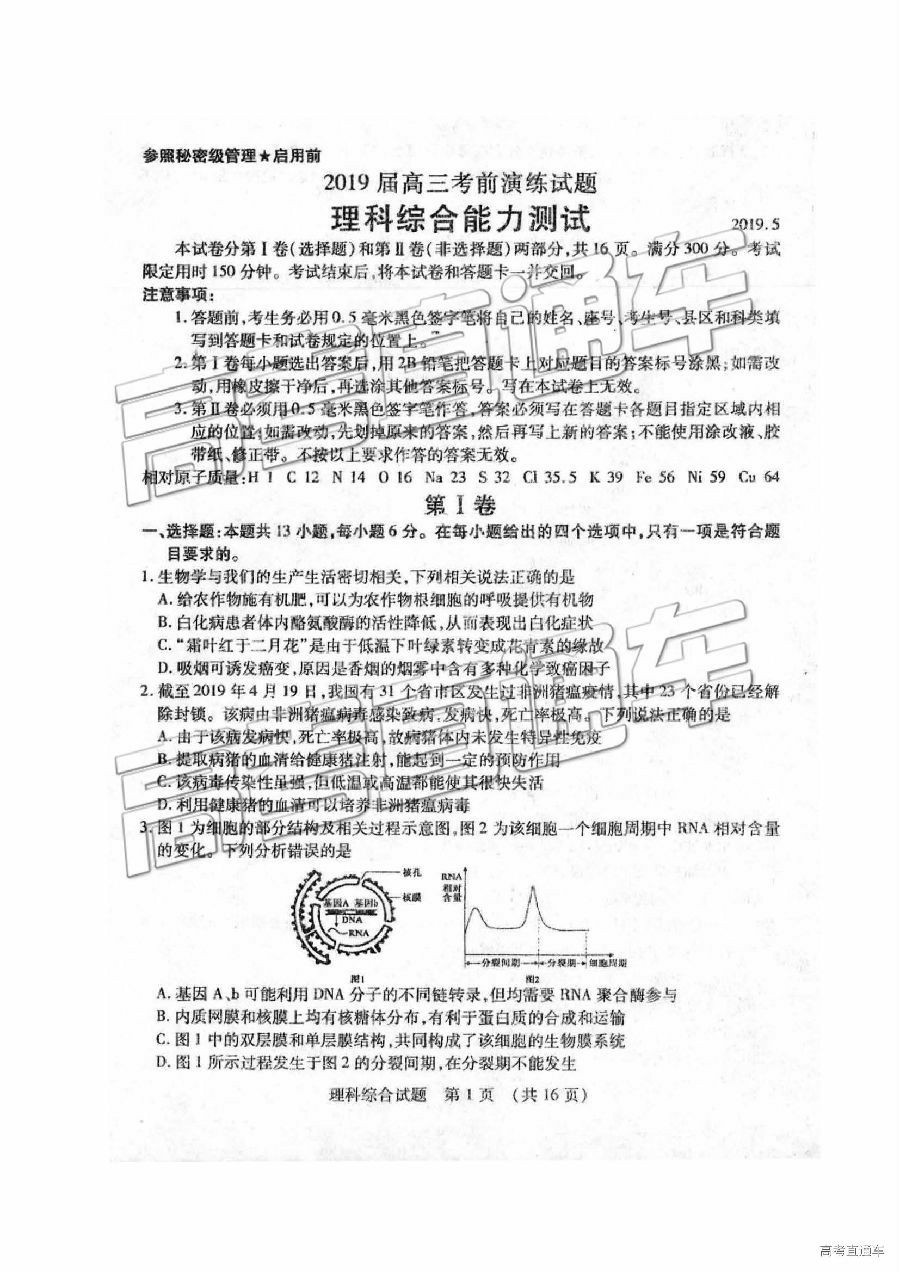 参照秘密级管理★启用前
2019 届高三考前演练试题
理科综合能力测试
2019.5
本试卷分第Ⅰ卷(选择题)和第Ⅱ卷(非选择题)两部分,共16页。满分300分。考试
限定用时150分钟。考试结束后,将本试卷和答题卡一并交回。
注意事项:
1.答题前,考生务必用0.5毫米黑色签字笔将自己的姓名、座号、考生号、县区和科类填
写到答题卡和试卷规定的位置上。
2.第Ⅰ卷每小题选出答案后,用2B铅笔把答题卡上对应题目的答案标号涂黑;如需改
动,用橡皮擦干净后,再选涂其他答案标号。写在本试卷上无效。
3.第Ⅱ卷必须用0.5毫米黑色签字笔作答,答案必须写在答题卡各题目指定区域内相
应的位置;如需改动,先划掉原来的答案,然后再写上新的答案;不能使用涂改液、胶
带纸、修正带。不按以上要求作答的答案无效。
相对原子质量:H 1 C 12 N 14 O 16 Na 23 S 32 Cl 35.5 K 39 Fe 56 Ni 59 Cu 64
第Ⅰ卷
一、选择题:本题共13小题,每小题6分。在每小题给出的四个选项中,只有一项是符合题
目要求的。
1.生物学与我们的生产生活密切相关,下列相关说法正确的是
A.给农作物施有机肥,可以为农作物根细胞的呼吸提供有机物
B.白化病患者体内酪氨酸酶的活性降低,从而表现出白化症状
C.“霜叶红于二月花”是由于低温下叶绿素转变成花青素的缘故
D.吸烟可诱发癌变,原因是香烟的烟雾中含有多种化学致癌因子
2.截至2019年4月19日,我国有31个省市区发生过非洲猪瘟疫情,其中23个省份已经解
除封锁。该病由非洲猪瘟病毒感染致病,发病快,死亡率极高。下列说法正确的是
A.由于该病发病快,死亡率极高,故病猪体内未发生特异性免疫
B.提取病猪的血清给健康猪注射,能起到一定的预防作用
C.该病毒传染性虽强,但低温或高温都能使其很快失活
D.利用健康猪的血清可以培养非洲猪瘟病毒
3.图1为细胞的部分结构及相关过程示意图,图2为该细胞一个细胞周期中RNA相对含量
的变化。下列分析错误的是
核孔
核膜
基因A 基因b
DNA
RNA
图1
RNA
相对
含量
分裂间期
分裂期
细胞周期
图2
A.基因A、b可能利用DNA分子的不同链转录,但均需要RNA聚合酶参与
B.内质网膜和核膜上均有核糖体分布,有利于蛋白质的合成和运输
C.图1中的双层膜和单层膜结构,共同构成了该细胞的生物膜系统
D.图1所示过程发生于图2的分裂间期,在分裂期不能发生
理科综合试题 第1页 (共16页)
高考直通车
高考直通车
高考直通车